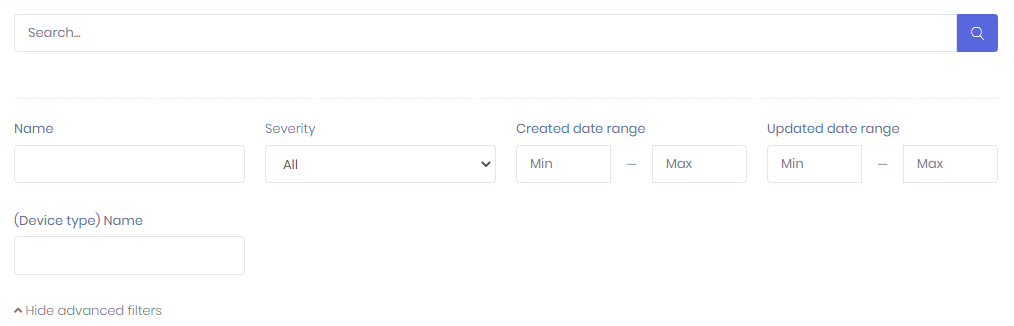 Search...
Name Severity Created date range Updated date range
All Min — Max Min — Max
(Device type) Name
Hide advanced filters